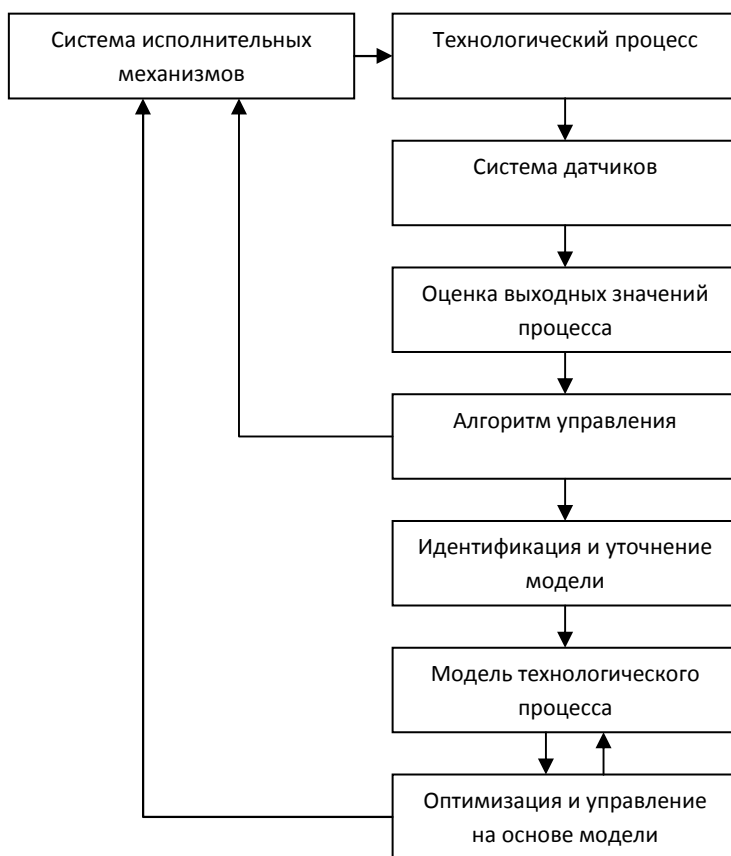 Система исполнительных
механизмов
Технологический процесс
Система датчиков
Оценка выходных значений
процесса
Алгоритм управления
Идентификация и уточнение
модели
Модель технологического
процесса
Оптимизация и управление
на основе модели